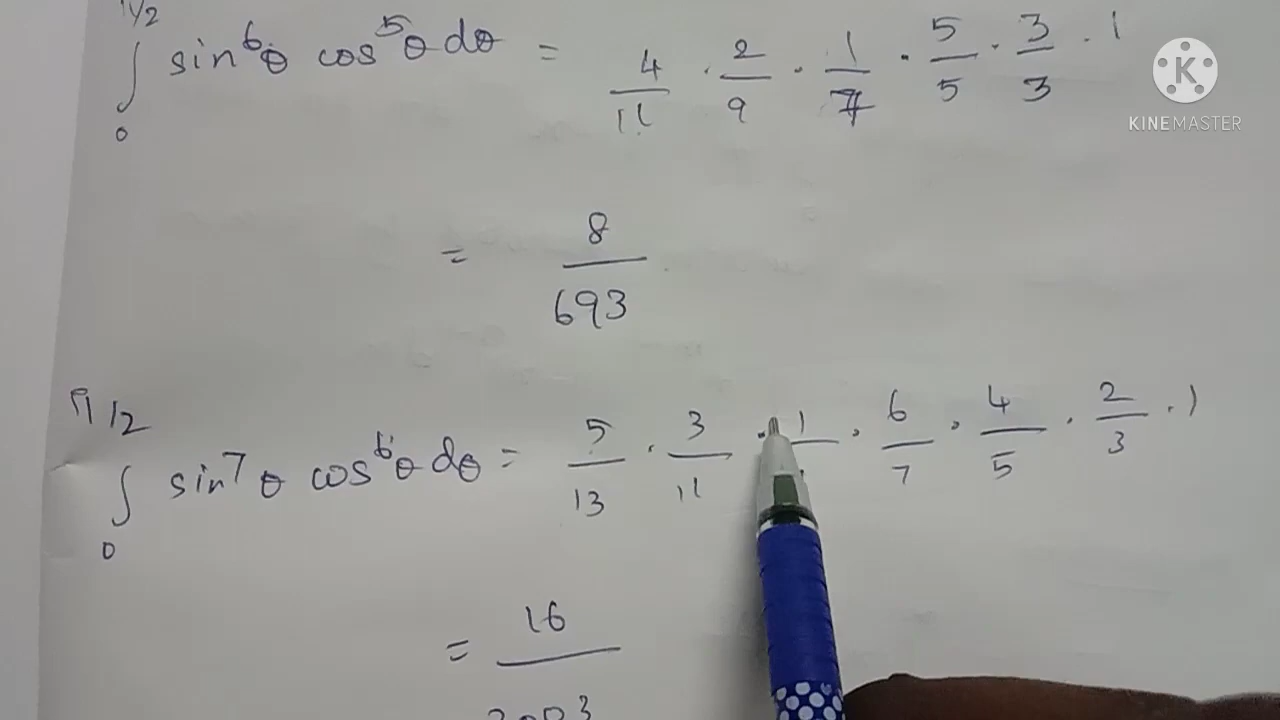 π/2
∫ sin⁶θ cos⁵θ dθ = 4/11 · 2/9 · 1/7 · 5/5 · 3/3 · 1
0
K
KINEMASTER
= 8/693
π/2
∫ sin⁷θ cos⁶θ dθ = 5/13 · 3/11 · 1/ · 6/7 · 4/5 · 2/3 · 1
0
= 16/